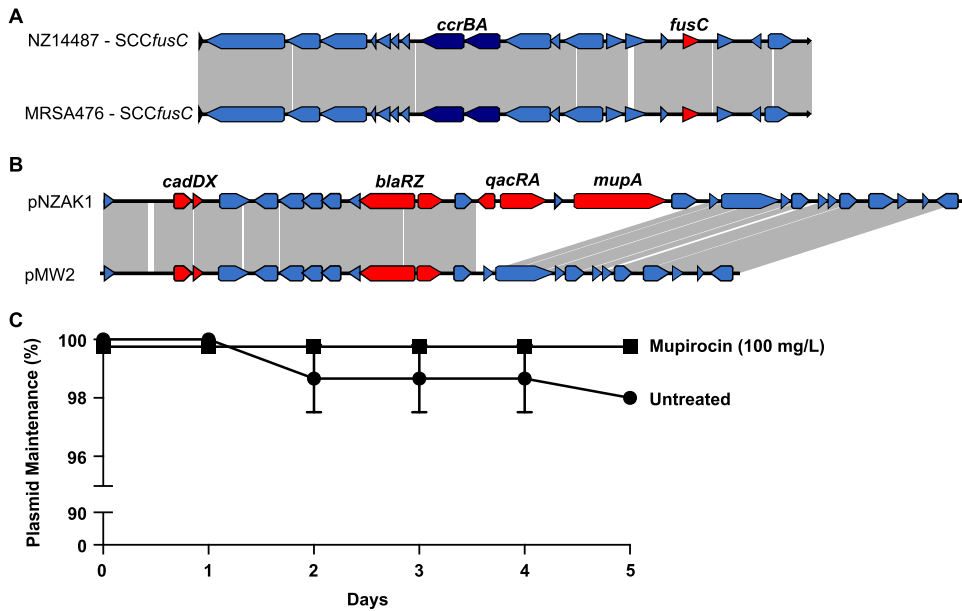 A
ccrBA fusC
NZ14487 - SCCfusC
MRSA476 - SCCfusC
B
cadDX blaRZ qacRA mupA
pNZAK1
pMW2
C
100
98
96
90
0
Plasmid Maintenance (%)
Mupirocin (100 mg/L)
Untreated
0 1 2 3 4 5
Days